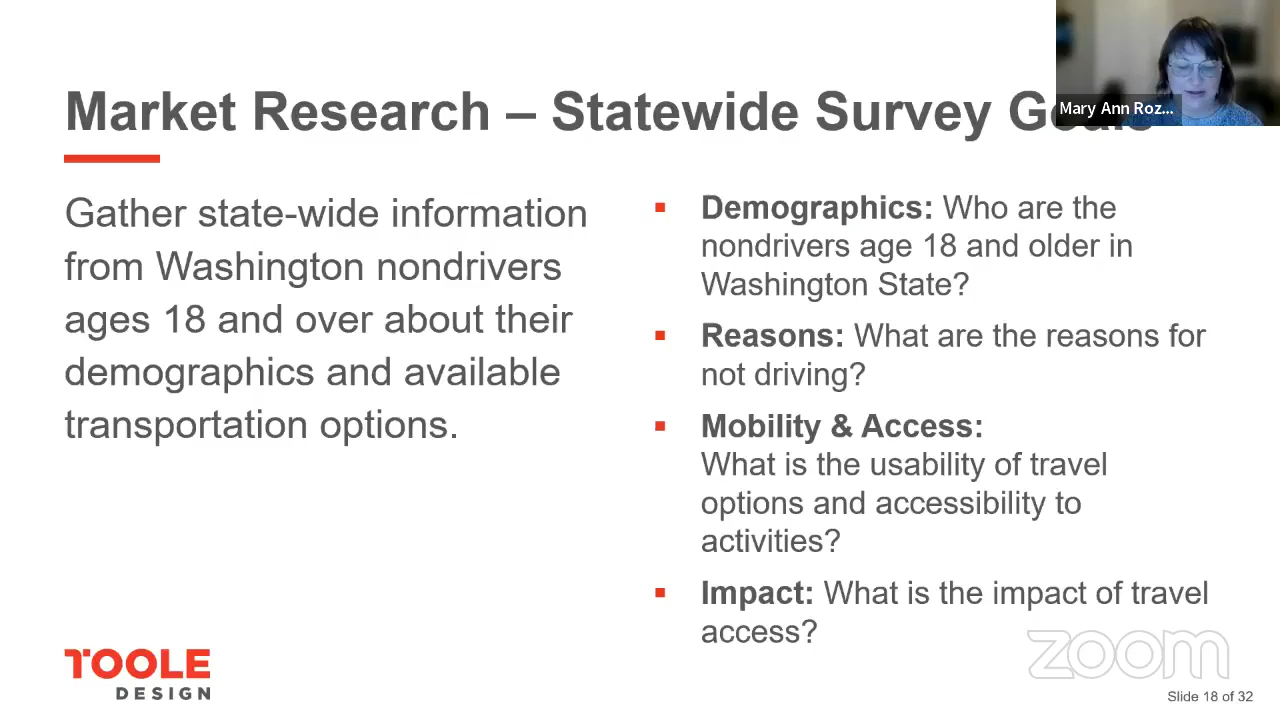 Mary Ann Roz...
Market Research – Statewide Survey Goals
Gather state-wide information
from Washington nondrivers
ages 18 and over about their
demographics and available
transportation options.
▪ Demographics: Who are the
nondrivers age 18 and older in
Washington State?
▪ Reasons: What are the reasons for
not driving?
▪ Mobility & Access:
What is the usability of travel
options and accessibility to
activities?
▪ Impact: What is the impact of travel
access?
TOOLE
DESIGN
zoom
Slide 18 of 32